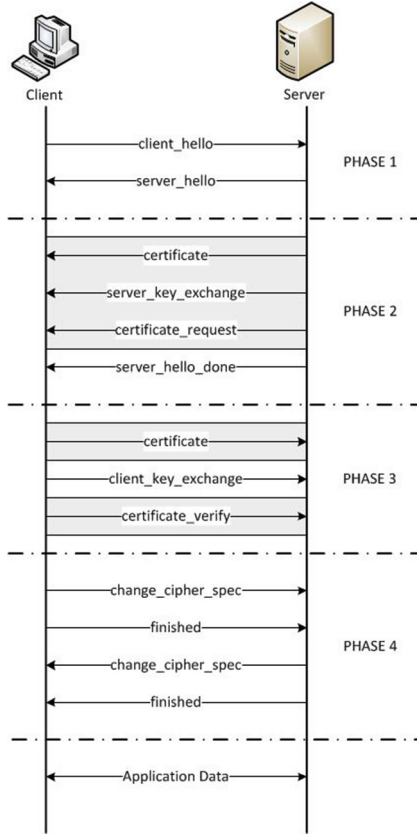 Client
Server
client_hello
PHASE 1
server_hello
certificate
server_key_exchange
PHASE 2
certificate_request
server_hello_done
certificate
client_key_exchange
PHASE 3
certificate_verify
change_cipher_spec
finished
PHASE 4
change_cipher_spec
finished
Application Data